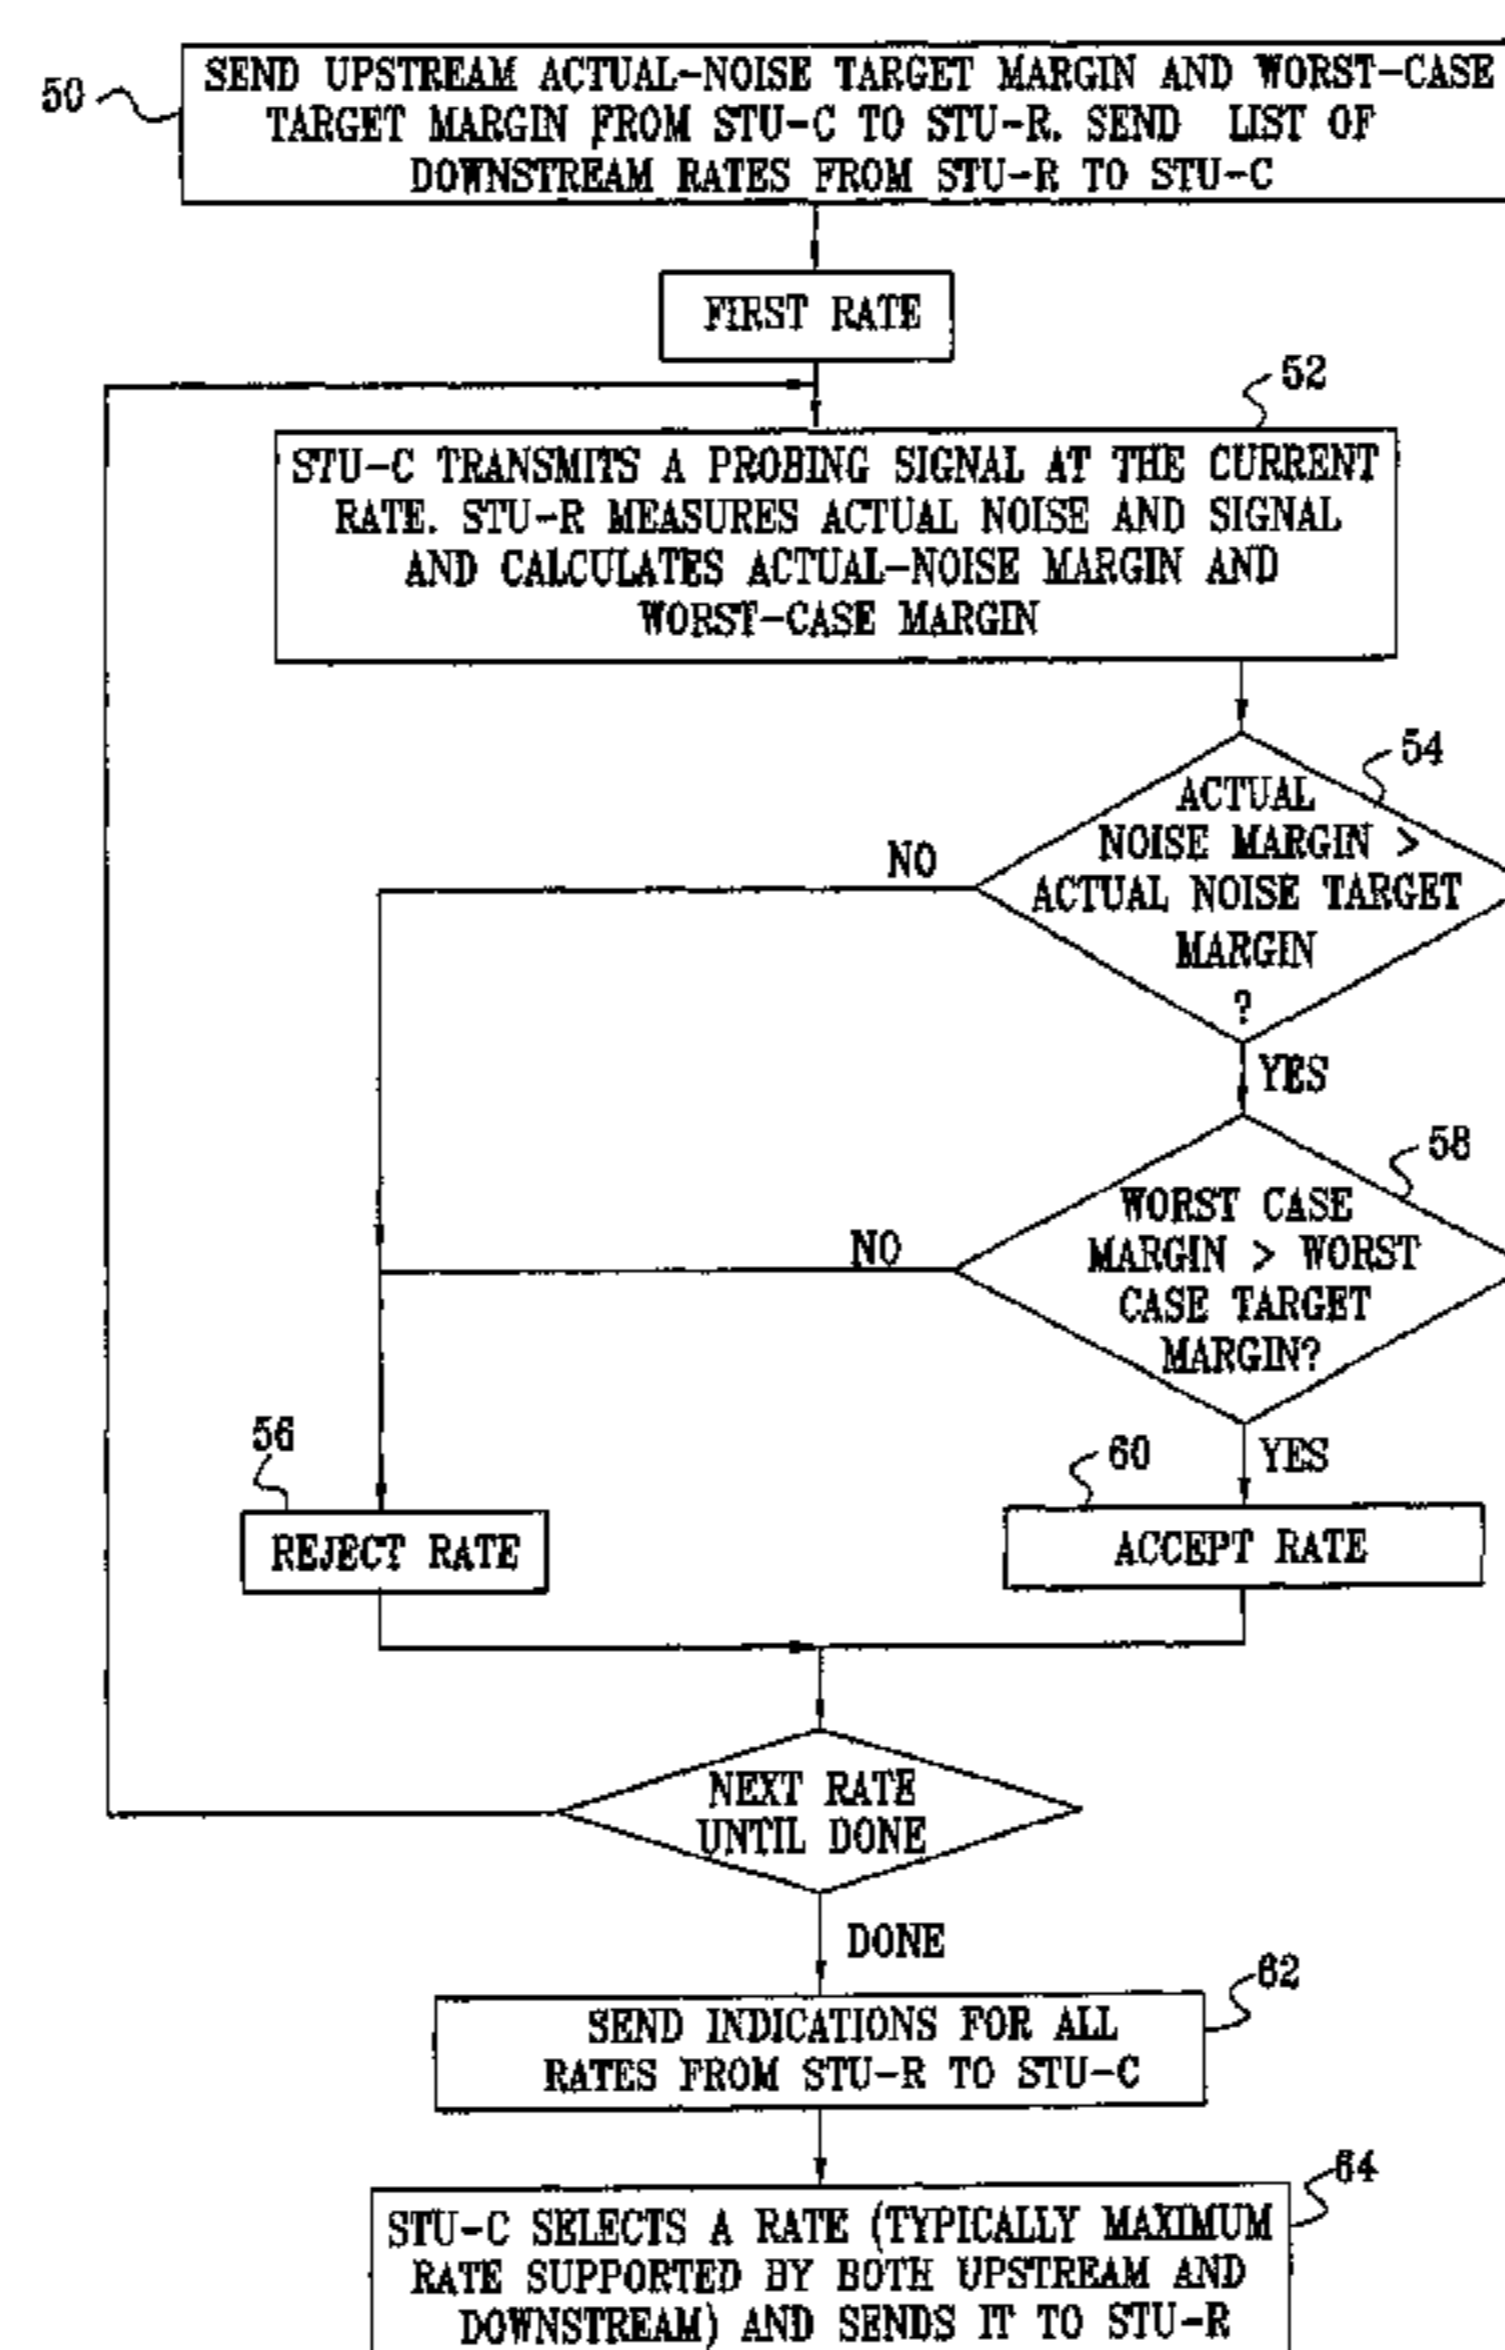 50
SEND UPSTREAM ACTUAL-NOISE TARGET MARGIN AND WORST-CASE
TARGET MARGIN FROM STU-C TO STU-R. SEND LIST OF
DOWNSTREAM RATES FROM STU-R TO STU-C
FIRST RATE
52
STU-C TRANSMITS A PROBING SIGNAL AT THE CURRENT
RATE. STU-R MEASURES ACTUAL NOISE AND SIGNAL
AND CALCULATES ACTUAL-NOISE MARGIN AND
WORST-CASE MARGIN
54
ACTUAL
NOISE MARGIN >
ACTUAL NOISE TARGET
MARGIN
?
NO
YES
58
WORST CASE
MARGIN > WORST
CASE TARGET
MARGIN?
NO
YES
56
REJECT RATE
60
ACCEPT RATE
NEXT RATE
UNTIL DONE
DONE
62
SEND INDICATIONS FOR ALL
RATES FROM STU-R TO STU-C
64
STU-C SELECTS A RATE (TYPICALLY MAXIMUM
RATE SUPPORTED BY BOTH UPSTREAM AND
DOWNSTREAM) AND SENDS IT TO STU-R